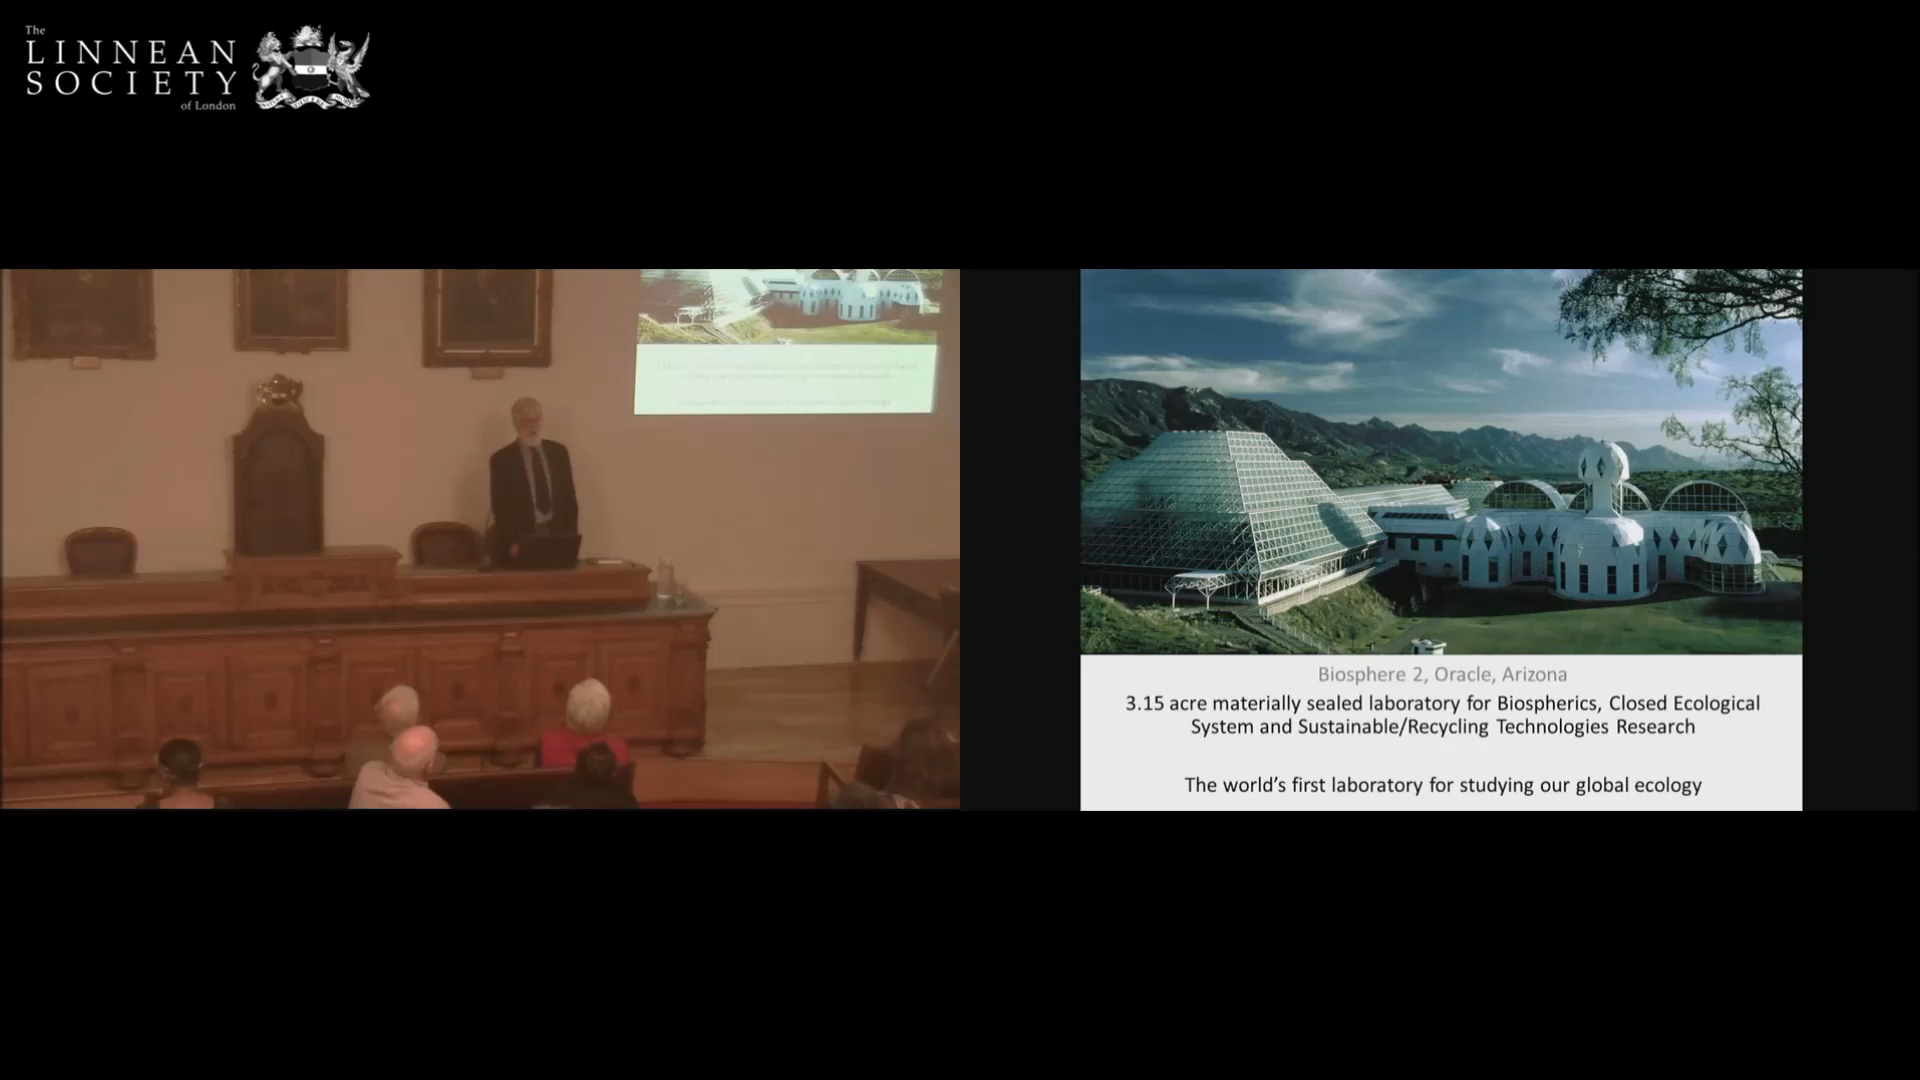 The
LINNEAN
SOCIETY
of London
Biosphere 2, Oracle, Arizona
3.15 acre materially sealed laboratory for Biospherics, Closed Ecological
System and Sustainable/Recycling Technologies Research
The world's first laboratory for studying our global ecology